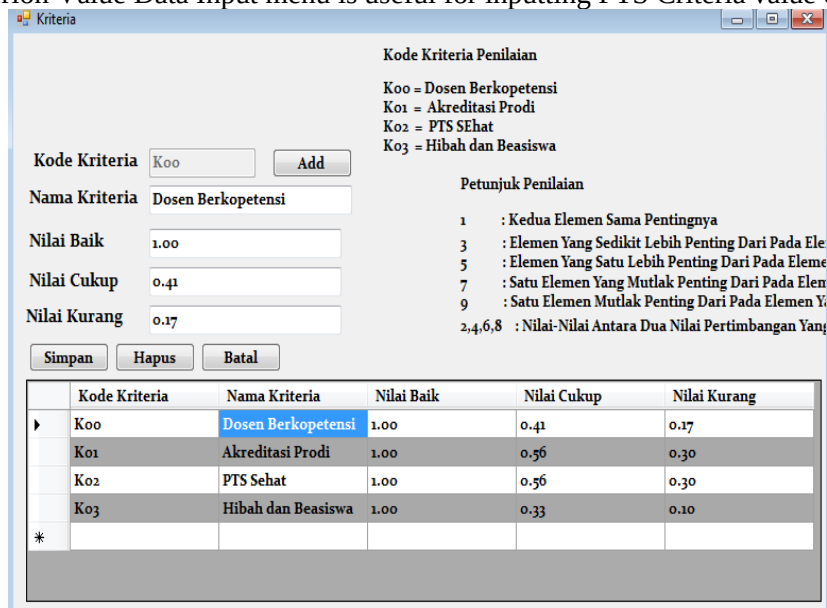 rion Value Data Input menu is useful for inputting PTS Criteria value
Kriteria
Kode Kriteria Penilaian
Koo = Dosen Berkopetensi
Ko1 = Akreditasi Prodi
Ko2 = PTS SEhat
Ko3 = Hibah dan Beasiswa
Kode Kriteria Koo Add
Nama Kriteria Dosen Berkopetensi
Nilai Baik 1.00
Nilai Cukup 0.41
Nilai Kurang 0.17
Petunjuk Penilaian
1 : Kedua Elemen Sama Pentingnya
3 : Elemen Yang Sedikit Lebih Penting Dari Pada Ele
5 : Elemen Yang Satu Lebih Penting Dari Pada Eleme
7 : Satu Elemen Yang Mutlak Penting Dari Pada Elem
9 : Satu Elemen Mutlak Penting Dari Pada Elemen Y
2,4,6,8 : Nilai-Nilai Antara Dua Nilai Pertimbangan Yang
Simpan Hapus Batal
Kode Kriteria Nama Kriteria Nilai Baik Nilai Cukup Nilai Kurang
Koo Dosen Berkopetensi 1.00 0.41 0.17
Ko1 Akreditasi Prodi 1.00 0.56 0.30
Ko2 PTS Sehat 1.00 0.56 0.30
Ko3 Hibah dan Beasiswa 1.00 0.33 0.10